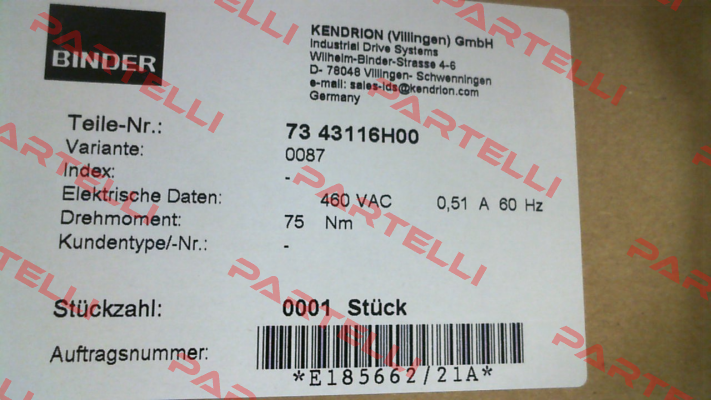 BINDER
KENDRION (Villingen) GmbH
Industrial Drive Systems
Wilhelm-Binder-Strasse 4-6
D- 78048 Villingen- Schwenningen
e-mail: sales-ids@kendrion.com
Germany
Teile-Nr.: 73 43116H00
Variante: 0087
Index: -
Elektrische Daten: 460 VAC 0,51 A 60 Hz
Drehmoment: 75 Nm
Kundentype/-Nr.: -
Stückzahl: 0001 Stück
Auftragsnummer:
*E185662/21A*
PARTELLI
PARTELLI
PARTELLI
PARTELLI
PARTELLI
PARTELLI
PARTELLI
PARTELLI